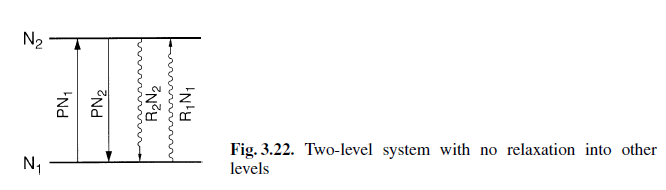 N₂
PN₁
PN₂
R₂N₂
R₁N₁
N₁
Fig. 3.22. Two-level system with no relaxation into other
levels